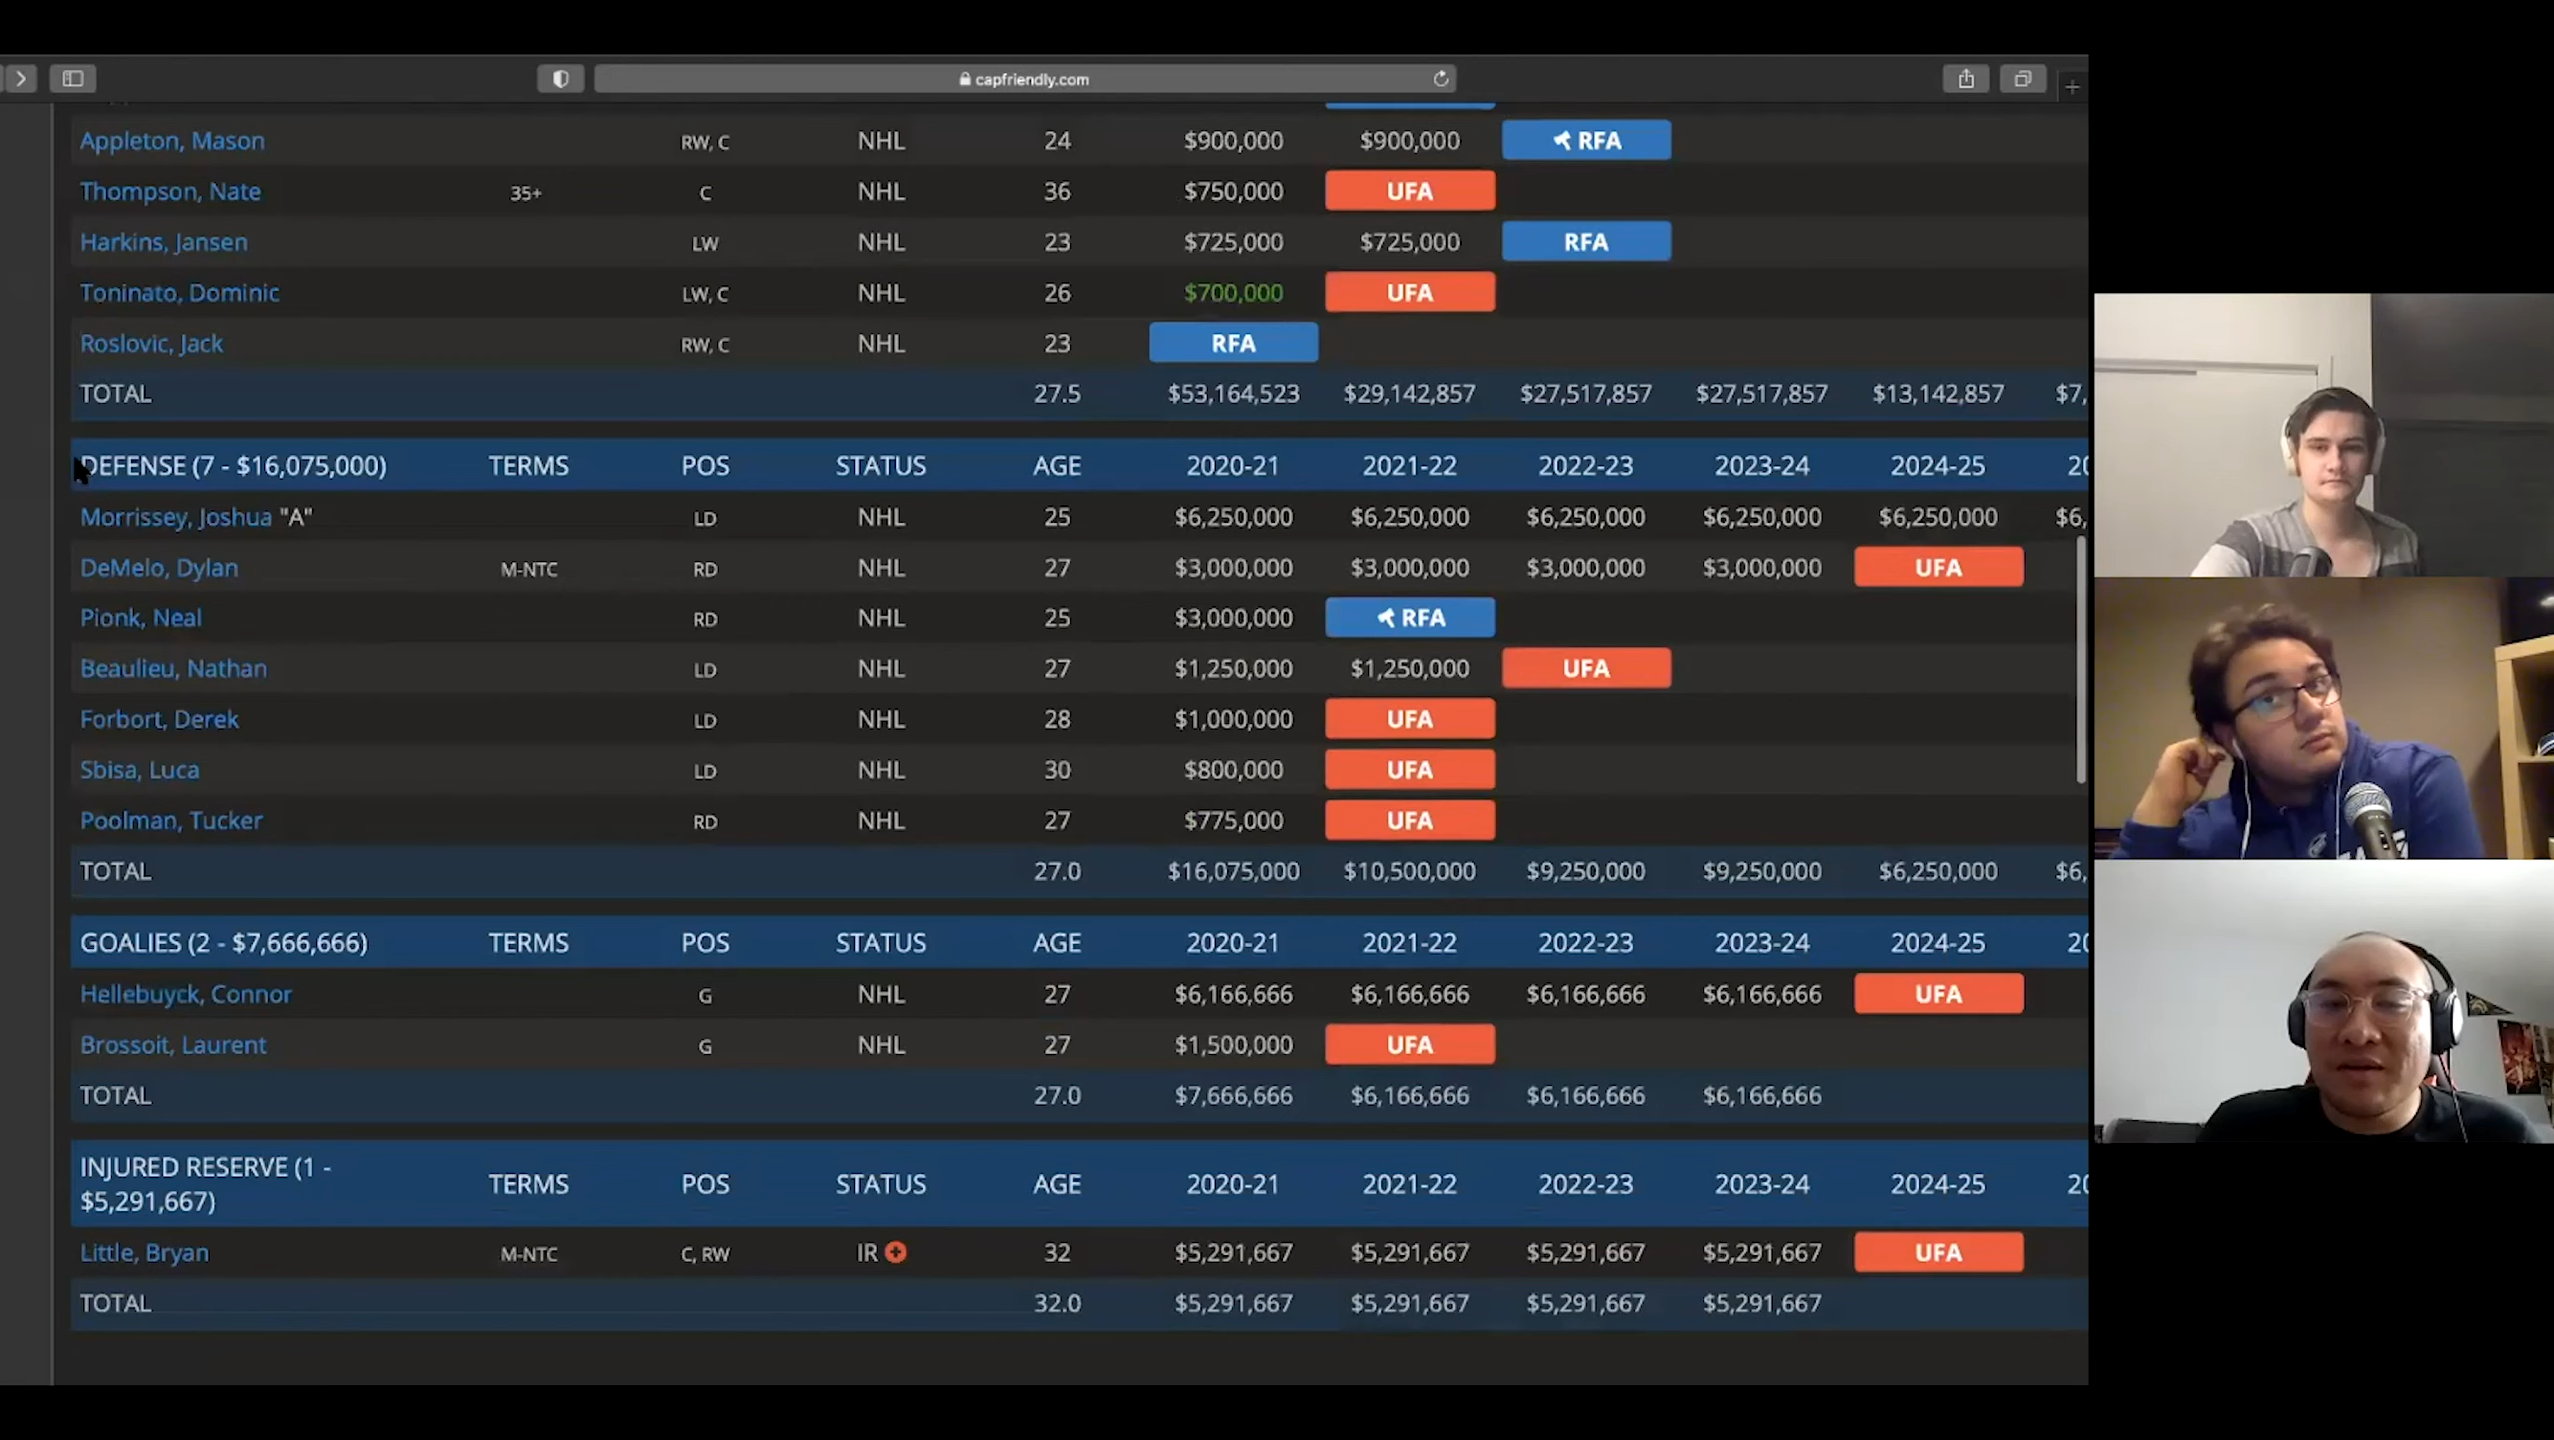 capfriendly.com
Appleton, Mason RW, C NHL 24 $900,000 $900,000 RFA
Thompson, Nate 35+ C NHL 36 $750,000 UFA
Harkins, Jansen LW NHL 23 $725,000 $725,000 RFA
Toninato, Dominic LW, C NHL 26 $700,000 UFA
Roslovic, Jack RW, C NHL 23 RFA
TOTAL 27.5 $53,164,523 $29,142,857 $27,517,857 $27,517,857 $13,142,857 $7,
DEFENSE (7 - $16,075,000) TERMS POS STATUS AGE 2020-21 2021-22 2022-23 2023-24 2024-25 20
Morrissey, Joshua "A" LD NHL 25 $6,250,000 $6,250,000 $6,250,000 $6,250,000 $6,250,000 $6,
DeMelo, Dylan M-NTC RD NHL 27 $3,000,000 $3,000,000 $3,000,000 $3,000,000 UFA
Pionk, Neal RD NHL 25 $3,000,000 RFA
Beaulieu, Nathan LD NHL 27 $1,250,000 $1,250,000 UFA
Forbort, Derek LD NHL 28 $1,000,000 UFA
Sbisa, Luca LD NHL 30 $800,000 UFA
Poolman, Tucker RD NHL 27 $775,000 UFA
TOTAL 27.0 $16,075,000 $10,500,000 $9,250,000 $9,250,000 $6,250,000 $6,
GOALIES (2 - $7,666,666) TERMS POS STATUS AGE 2020-21 2021-22 2022-23 2023-24 2024-25 20
Hellebuyck, Connor G NHL 27 $6,166,666 $6,166,666 $6,166,666 $6,166,666 UFA
Brossoit, Laurent G NHL 27 $1,500,000 UFA
TOTAL 27.0 $7,666,666 $6,166,666 $6,166,666 $6,166,666
INJURED RESERVE (1 -
$5,291,667) TERMS POS STATUS AGE 2020-21 2021-22 2022-23 2023-24 2024-25 20
Little, Bryan M-NTC C, RW IR 32 $5,291,667 $5,291,667 $5,291,667 $5,291,667 UFA
TOTAL 32.0 $5,291,667 $5,291,667 $5,291,667 $5,291,667